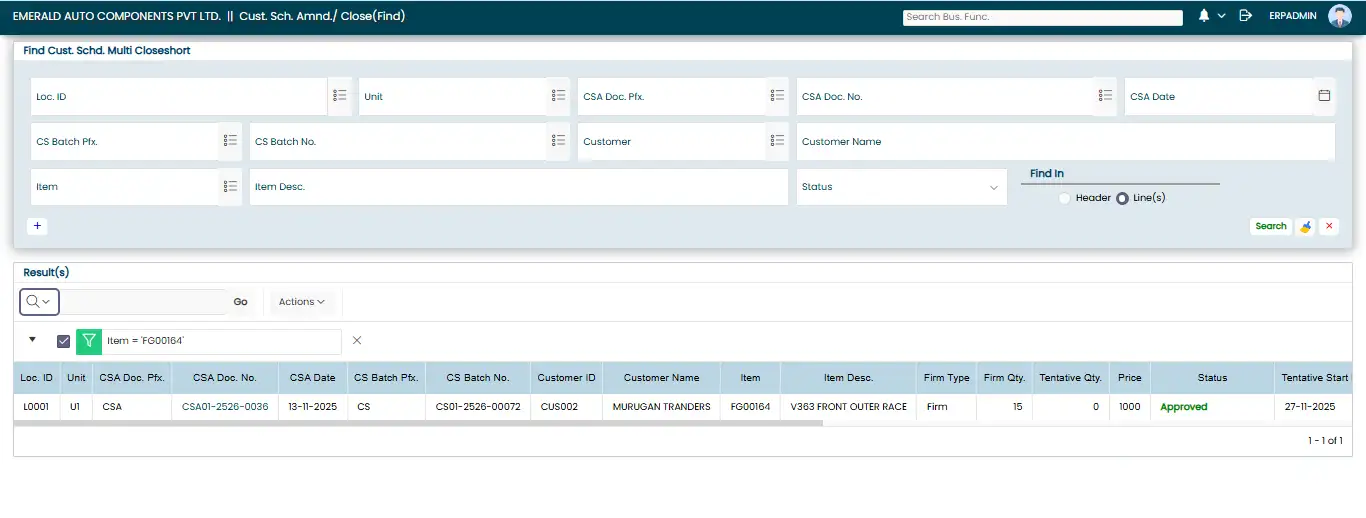 EMERALD AUTO COMPONENTS PVT LTD. || Cust. Sch. Amnd./ Close(Find) Search Bus. Func. ERPADMIN
Find Cust. Schd. Multi Closeshort
Loc. ID Unit CSA Doc. Pfx. CSA Doc. No. CSA Date
CS Batch Pfx. CS Batch No. Customer Customer Name
Item Item Desc. Status Find In
Header Line(s)
+ Search ×
Result(s)
Go Actions
Item = 'FG00164'
Loc. ID Unit CSA Doc. Pfx. CSA Doc. No. CSA Date CS Batch Pfx. CS Batch No. Customer ID Customer Name Item Item Desc. Firm Type Firm Qty. Tentative Qty. Price Status Tentative Start
L0001 U1 CSA CSA01-2526-0036 13-11-2025 CS CS01-2526-00072 CUS002 MURUGAN TRANDERS FG00164 V363 FRONT OUTER RACE Firm 15 0 1000 Approved 27-11-2025
1 - 1 of 1